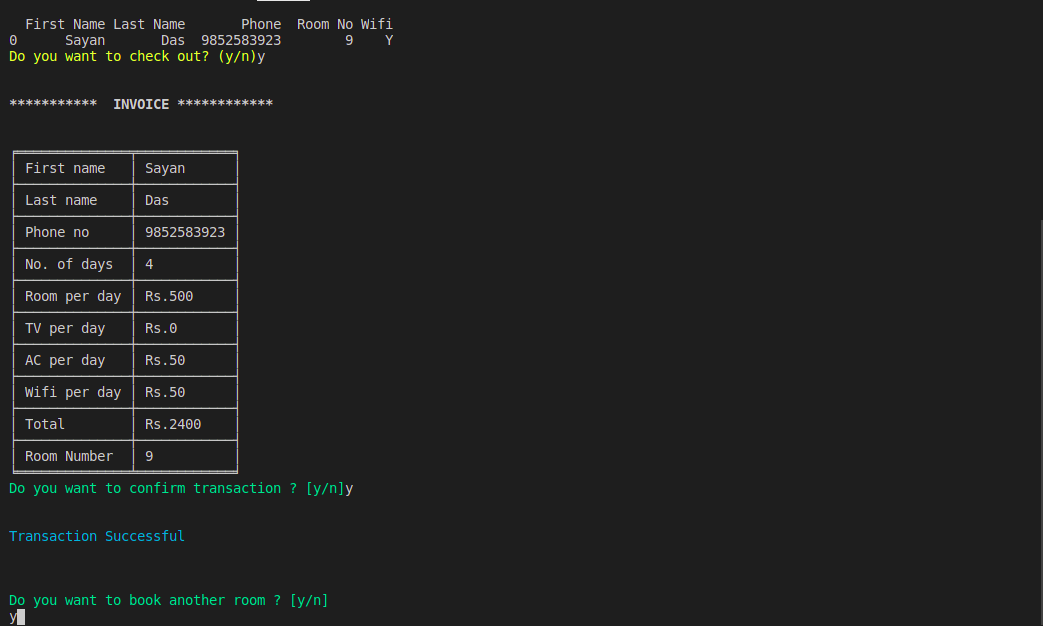 First Name Last Name Phone Room No Wifi
0 Sayan Das 9852583923 9 Y
Do you want to check out? (y/n)y
*********** INVOICE ************
First name Sayan
Last name Das
Phone no 9852583923
No. of days 4
Room per day Rs.500
TV per day Rs.0
AC per day Rs.50
Wifi per day Rs.50
Total Rs.2400
Room Number 9
Do you want to confirm transaction ? [y/n]y
Transaction Successful
Do you want to book another room ? [y/n]
y